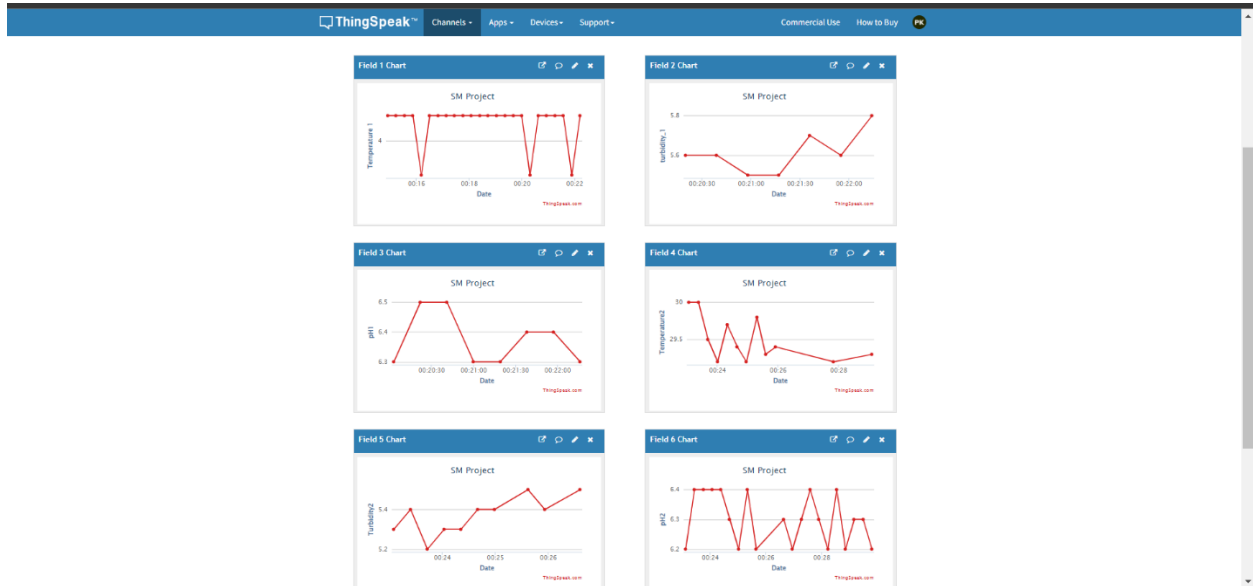 ThingSpeak™ Channels Apps Devices Support Commercial Use How to Buy PK
Field 1 Chart
SM Project
Temperature 1
4
00:16 00:18 00:20 00:22
Date
ThingSpeak.com
Field 2 Chart
SM Project
turbidity_1
5.8
5.6
00:20:30 00:21:00 00:21:30 00:22:00
Date
ThingSpeak.com
Field 3 Chart
SM Project
pH1
6.5
6.4
6.3
00:20:30 00:21:00 00:21:30 00:22:00
Date
ThingSpeak.com
Field 4 Chart
SM Project
Temperature2
30
29.5
00:24 00:26 00:28
Date
ThingSpeak.com
Field 5 Chart
SM Project
Turbidity2
5.4
5.2
00:24 00:25 00:26
Date
ThingSpeak.com
Field 6 Chart
SM Project
pH2
6.4
6.3
6.2
00:24 00:26 00:28
Date
ThingSpeak.com